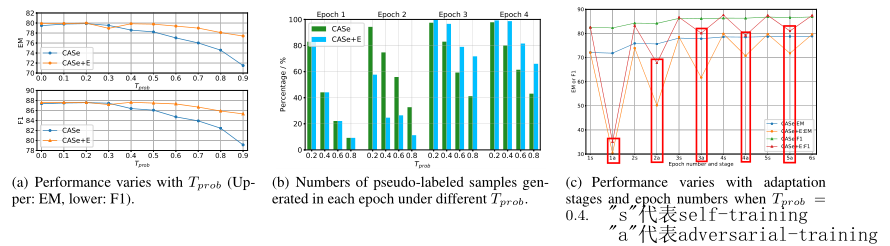 82
80
78
76
74
72
70
EM
CASe
CASe+E
0.0 0.1 0.2 0.3 0.4 0.5 0.6 0.7 0.8 0.9
T_prob
90
88
86
84
82
80
78
F1
CASe
CASe+E
0.0 0.1 0.2 0.3 0.4 0.5 0.6 0.7 0.8 0.9
T_prob
(a) Performance varies with T_prob (Up-
per: EM, lower: F1).
Epoch 1 Epoch 2 Epoch 3 Epoch 4
100%
80%
60%
40%
20%
0%
Percentage / %
CASe
CASe+E
0.2 0.4 0.6 0.8 0.2 0.4 0.6 0.8 0.2 0.4 0.6 0.8 0.2 0.4 0.6 0.8
T_prob
(b) Numbers of pseudo-labeled samples gen-
erated in each epoch under different T_prob.
90
80
70
60
50
40
30
EM or F1
CASe:EM
CASe+E:EM
CASe:F1
CASe+E:F1
1s 1a 2s 2a 3s 3a 4s 4a 5s 5a 6s
Epoch number and stage
(c) Performance varies with adaptation
stages and epoch numbers when T_prob =
0.4. "s"代表self-training
"a"代表adversarial-training